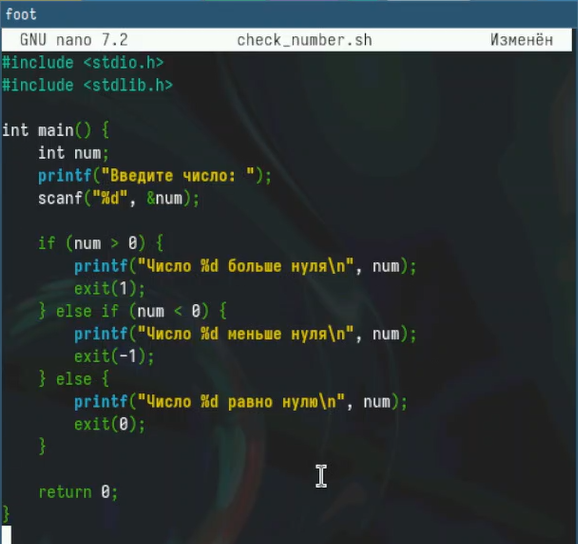 foot
GNU nano 7.2 check_number.sh Изменён
#include <stdio.h>
#include <stdlib.h>
int main() {
int num;
printf("Введите число: ");
scanf("%d", &num);
if (num > 0) {
printf("Число %d больше нуля\n", num);
exit(1);
} else if (num < 0) {
printf("Число %d меньше нуля\n", num);
exit(-1);
} else {
printf("Число %d равно нулю\n", num);
exit(0);
}
return 0;
}